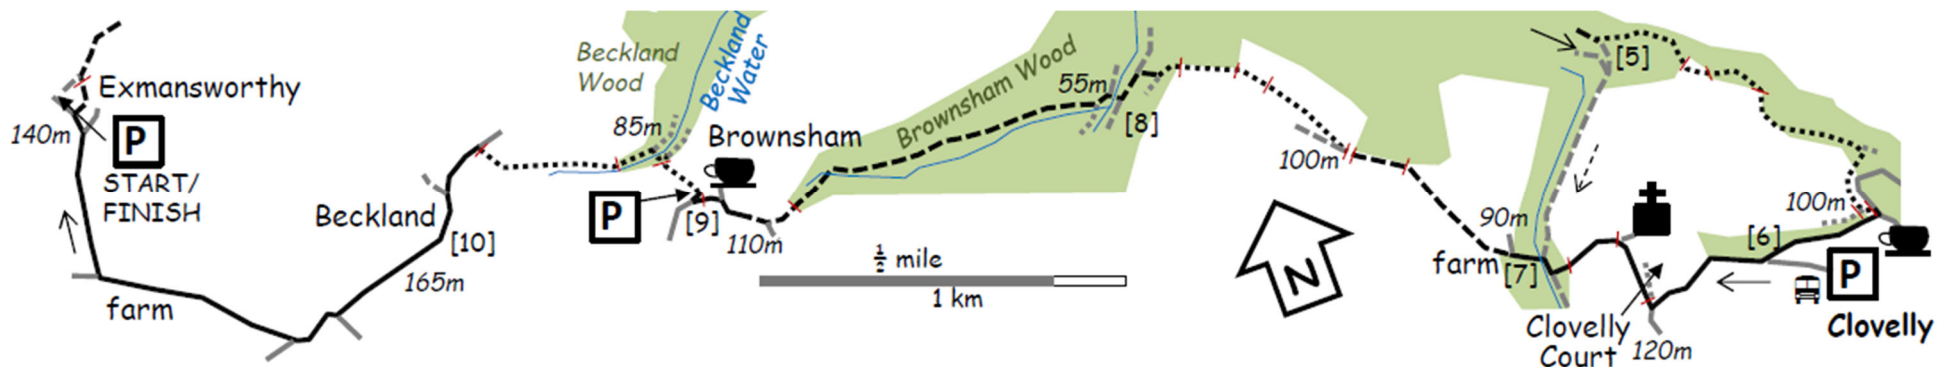 Exmansworthy
140m
P
START/
FINISH
farm
Beckland
[10]
165m
Beckland
Wood
Beckland
Water
85m
Brownsham
P
[9]
110m
Brownsham Wood
55m
[8]
½ mile
1 km
100m
N
[5]
90m
farm
[7]
100m
[6]
P
Clovelly
Court
120m
Clovelly